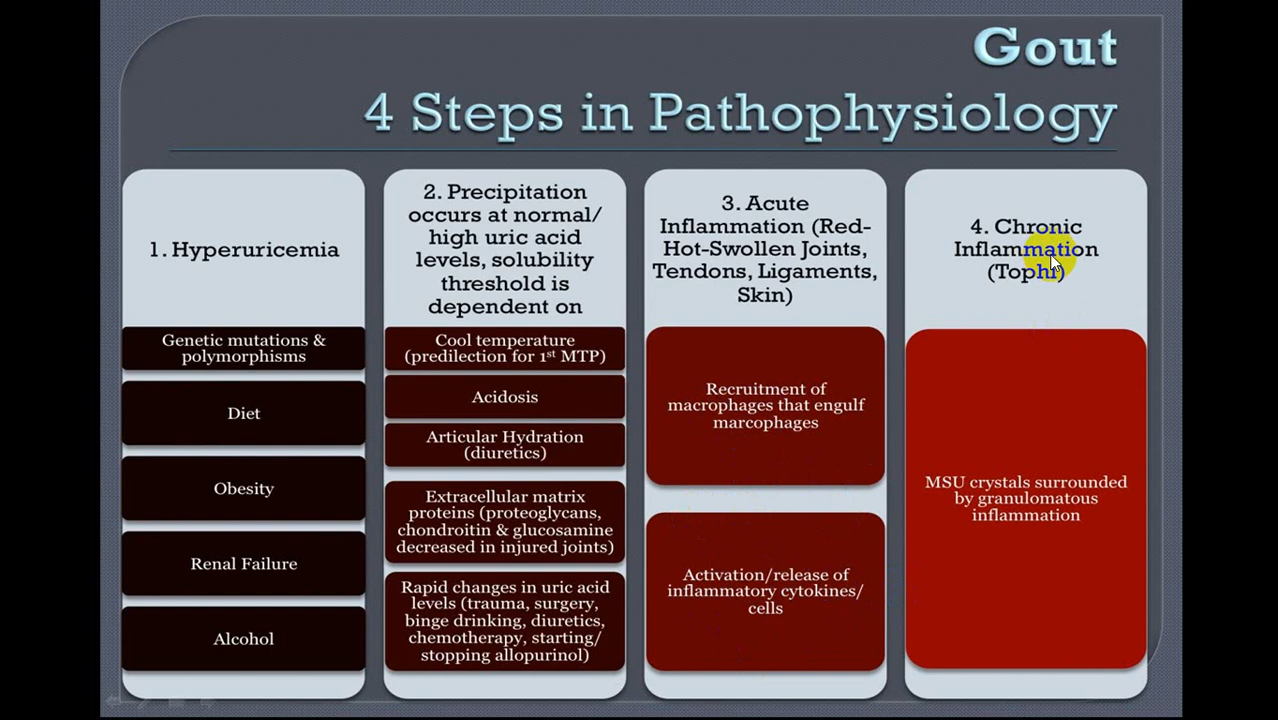 Gout
4 Steps in Pathophysiology
1. Hyperuricemia
Genetic mutations &
polymorphisms
Diet
Obesity
Renal Failure
Alcohol
2. Precipitation
occurs at normal/
high uric acid
levels, solubility
threshold is
dependent on
Cool temperature
(predilection for 1st MTP)
Acidosis
Articular Hydration
(diuretics)
Extracellular matrix
proteins (proteoglycans,
chondroitin & glucosamine
decreased in injured joints)
Rapid changes in uric acid
levels (trauma, surgery,
binge drinking, diuretics,
chemotherapy, starting/
stopping allopurinol)
3. Acute
Inflammation (Red-
Hot-Swollen Joints,
Tendons, Ligaments,
Skin)
Recruitment of
macrophages that engulf
marcophages
Activation/release of
inflammatory cytokines/
cells
4. Chronic
Inflammation
(Tophi)
MSU crystals surrounded
by granulomatous
inflammation